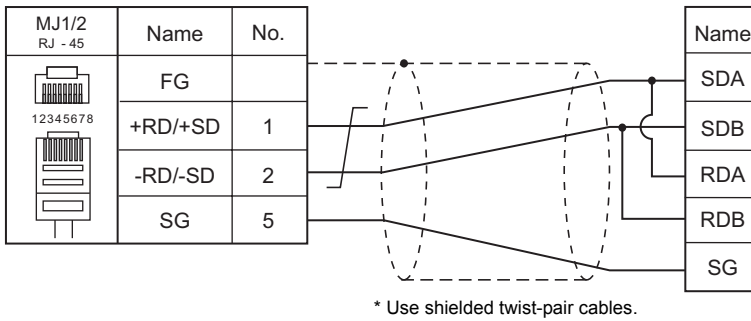 MJ1/2
RJ - 45
Name
No.
Name
FG
SDA
12345678
+RD/+SD
1
SDB
-RD/-SD
2
RDA
SG
5
RDB
SG
* Use shielded twist-pair cables.